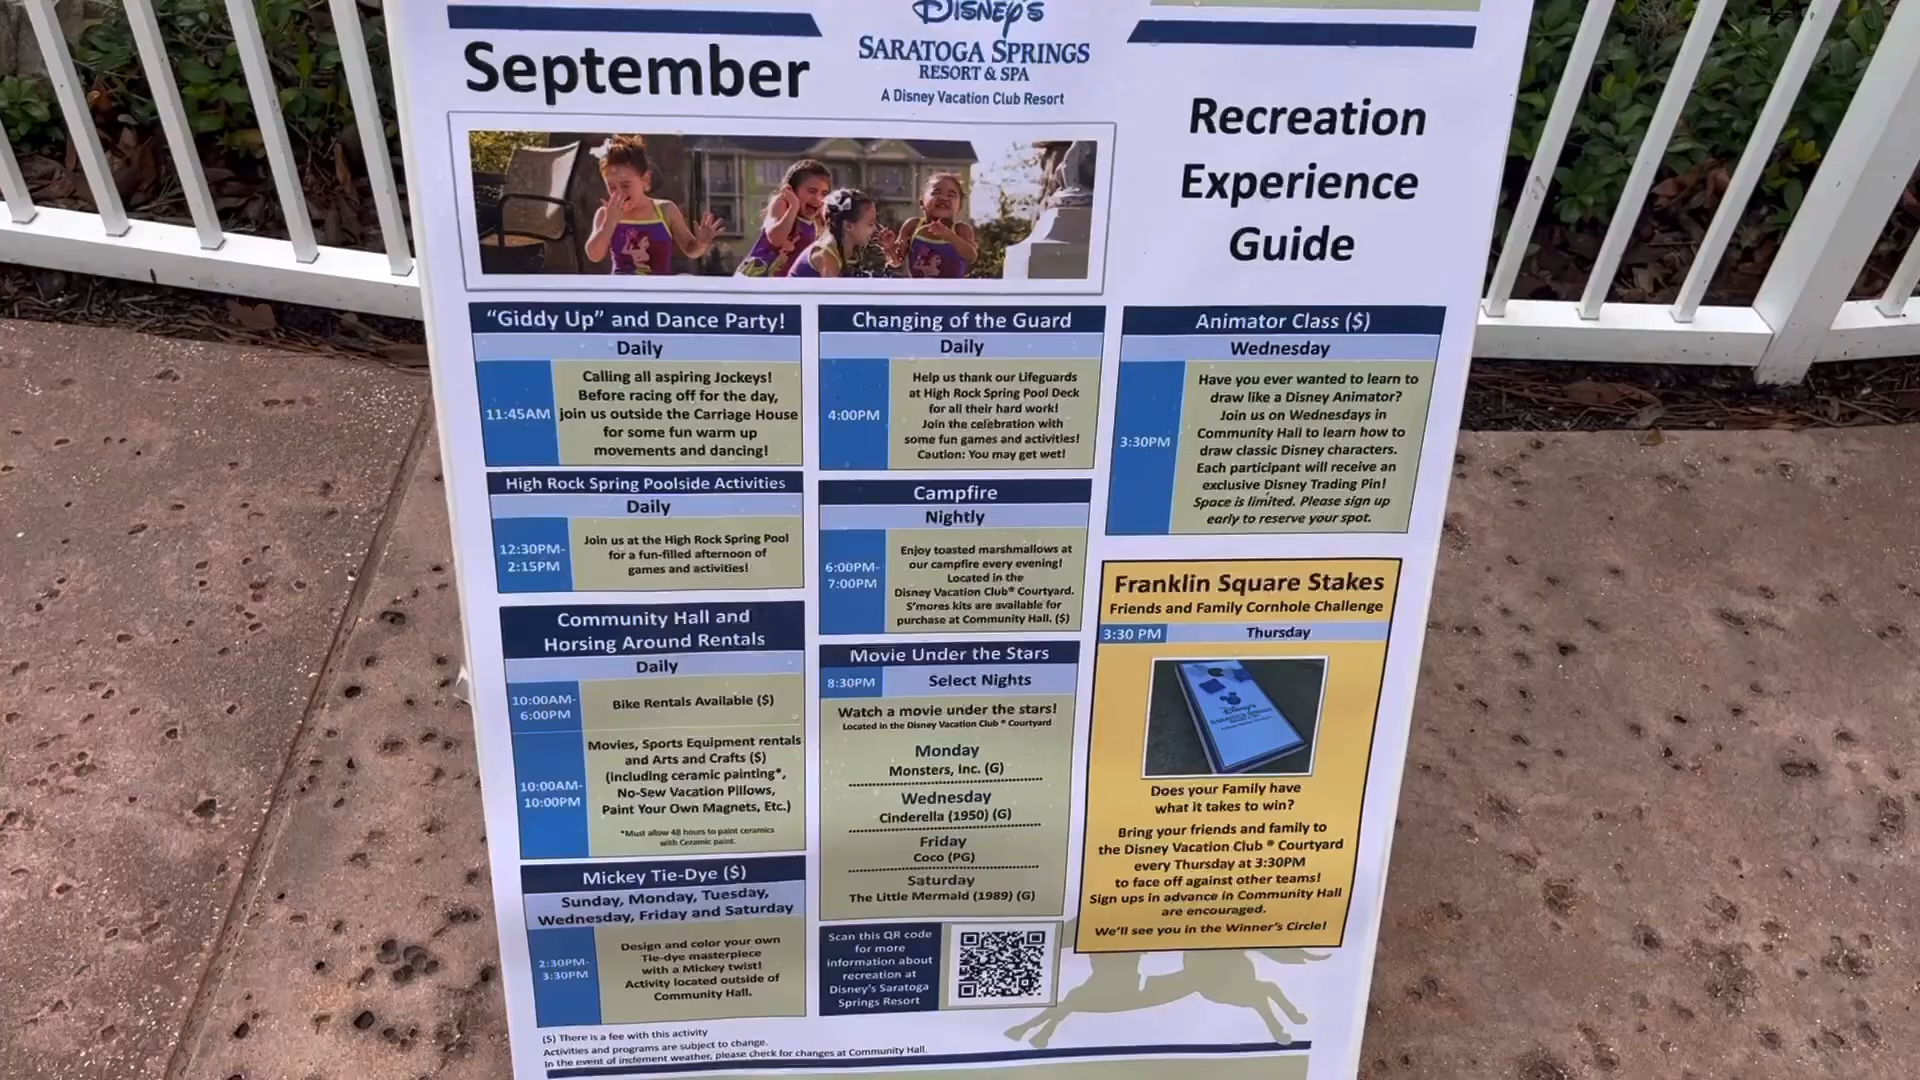 September
Disney's
SARATOGA SPRINGS
RESORT & SPA
A Disney Vacation Club Resort
Recreation
Experience
Guide
“Giddy Up” and Dance Party!
Daily
11:45AM
Calling all aspiring Jockeys!
Before racing off for the day,
join us outside the Carriage House
for some fun warm up
movements and dancing!
High Rock Spring Poolside Activities
Daily
12:30PM-
2:15PM
Join us at the High Rock Spring Pool
for a fun-filled afternoon of
games and activities!
Community Hall and
Horsing Around Rentals
Daily
10:00AM-
6:00PM
Bike Rentals Available ($)
10:00AM-
10:00PM
Movies, Sports Equipment rentals
and Arts and Crafts ($)
(including ceramic painting*,
No-Sew Vacation Pillows,
Paint Your Own Magnets, Etc.)
*Must allow 48 hours to paint ceramics
with Ceramic paint.
Mickey Tie-Dye ($)
Sunday, Monday, Tuesday,
Wednesday, Friday and Saturday
2:30PM-
3:30PM
Design and color your own
Tie-dye masterpiece
with a Mickey twist!
Activity located outside of
Community Hall.
Changing of the Guard
Daily
4:00PM
Help us thank our Lifeguards
at High Rock Spring Pool Deck
for all their hard work!
Join the celebration with
some fun games and activities!
Caution: You may get wet!
Campfire
Nightly
6:00PM-
7:00PM
Enjoy toasted marshmallows at
our campfire every evening!
Located in the
Disney Vacation Club® Courtyard.
S'mores kits are available for
purchase at Community Hall. ($)
Movie Under the Stars
8:30PM
Select Nights
Watch a movie under the stars!
Located in the Disney Vacation Club ® Courtyard
Monday
Monsters, Inc. (G)
Wednesday
Cinderella (1950) (G)
Friday
Coco (PG)
Saturday
The Little Mermaid (1989) (G)
Scan this QR code
for more
information about
recreation at
Disney's Saratoga
Springs Resort
Animator Class ($)
Wednesday
3:30PM
Have you ever wanted to learn to
draw like a Disney Animator?
Join us on Wednesdays in
Community Hall to learn how to
draw classic Disney characters.
Each participant will receive an
exclusive Disney Trading Pin!
Space is limited. Please sign up
early to reserve your spot.
Franklin Square Stakes
Friends and Family Cornhole Challenge
3:30 PM
Thursday
Disney's
SARATOGA SPRINGS
Does your Family have
what it takes to win?
Bring your friends and family to
the Disney Vacation Club ® Courtyard
every Thursday at 3:30PM
to face off against other teams!
Sign ups in advance in Community Hall
are encouraged.
We'll see you in the Winner's Circle!
($) There is a fee with this activity
Activities and programs are subject to change.
In the event of inclement weather, please check for changes at Community Hall.